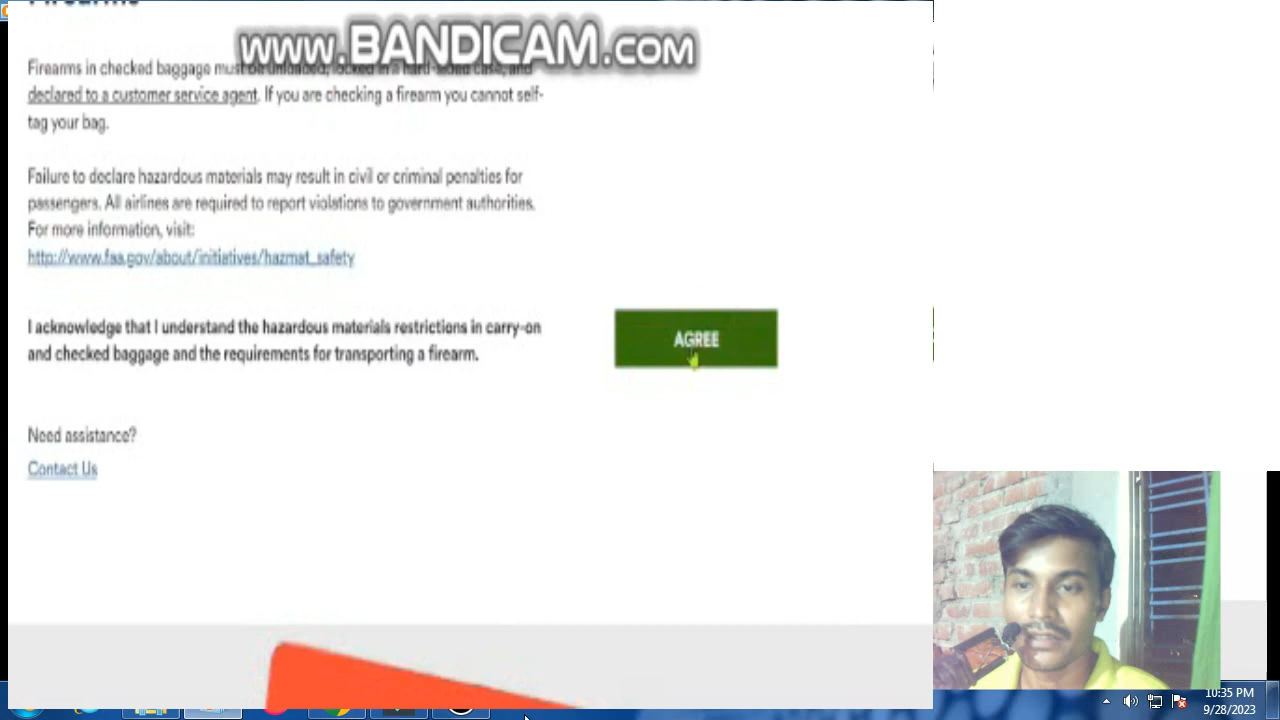 Firearms
www.BANDICAM.com
Firearms in checked baggage must be unloaded, locked in a hard-sided case, and
declared to a customer service agent. If you are checking a firearm you cannot self-
tag your bag.
Failure to declare hazardous materials may result in civil or criminal penalties for
passengers. All airlines are required to report violations to government authorities.
For more information, visit:
http://www.faa.gov/about/initiatives/hazmat_safety
I acknowledge that I understand the hazardous materials restrictions in carry-on
and checked baggage and the requirements for transporting a firearm.
AGREE
Need assistance?
Contact Us
10:35 PM
9/28/2023